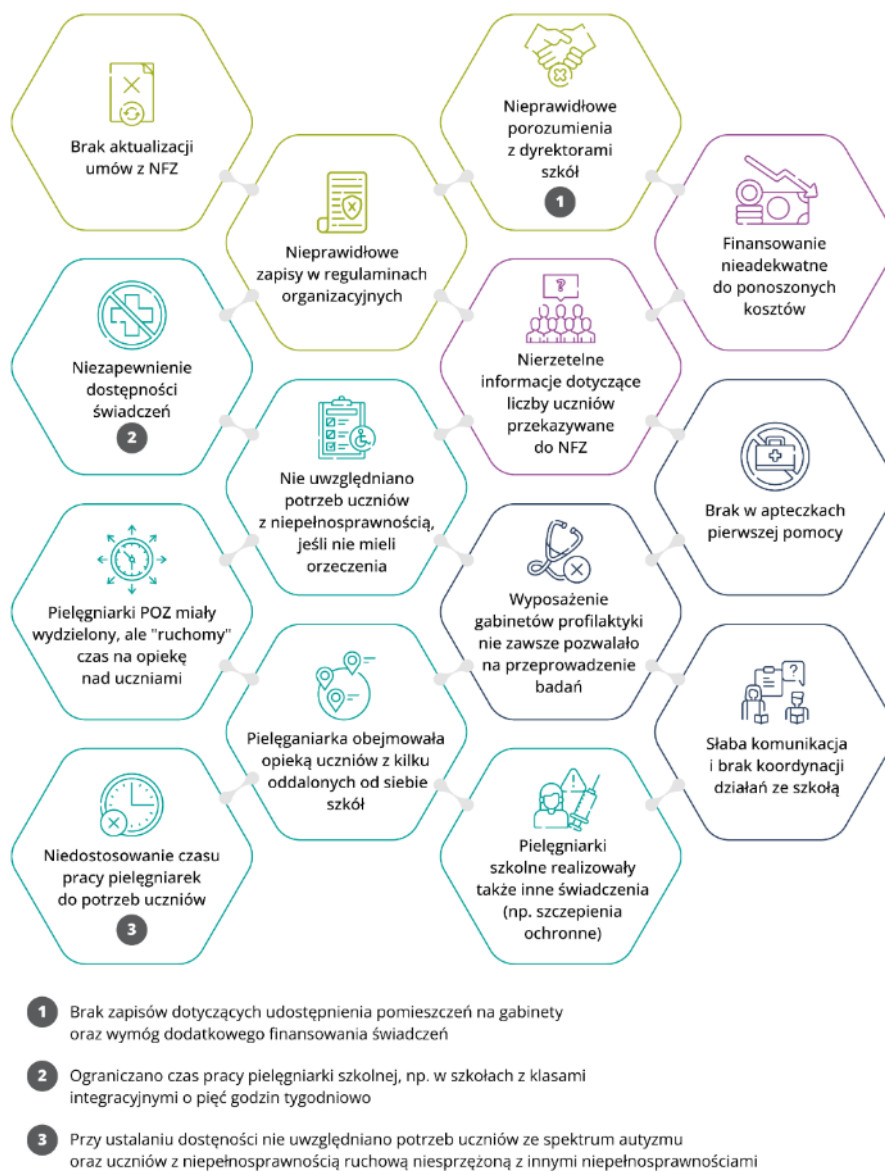 Brak aktualizacji
umów z NFZ
Nieprawidłowe
porozumienia
z dyrektorami
szkół
1
Nieprawidłowe
zapisy w regulaminach
organizacyjnych
Finansowanie
nieadekwatne
do ponoszonych
kosztów
Niezapewnienie
dostępności
świadczeń
2
?
Nierzetelne
informacje dotyczące
liczby uczniów
przekazywane
do NFZ
Nie uwzględniano
potrzeb uczniów
z niepełnosprawnością,
jeśli nie mieli
orzeczenia
Brak w apteczkach
pierwszej pomocy
Pielęgniarki POZ miały
wydzielony, ale "ruchomy"
czas na opiekę
nad uczniami
Wyposażenie
gabinetów profilaktyki
nie zawsze pozwalało
na przeprowadzenie
badań
Pielęganiarka obejmowała
opieką uczniów z kilku
oddalonych od siebie
szkół
?
Słaba komunikacja
i brak koordynacji
działań ze szkołą
Niedostosowanie czasu
pracy pielęgniarek
do potrzeb uczniów
3
Pielęgniarki
szkolne realizowały
także inne świadczenia
(np. szczepienia
ochronne)
1 Brak zapisów dotyczących udostępnienia pomieszczeń na gabinety
oraz wymóg dodatkowego finansowania świadczeń
2 Ograniczano czas pracy pielęgniarki szkolnej, np. w szkołach z klasami
integracyjnymi o pięć godzin tygodniowo
3 Przy ustalaniu dostęności nie uwzględniano potrzeb uczniów ze spektrum autyzmu
oraz uczniów z niepełnosprawnością ruchową niesprzężoną z innymi niepełnosprawnościami